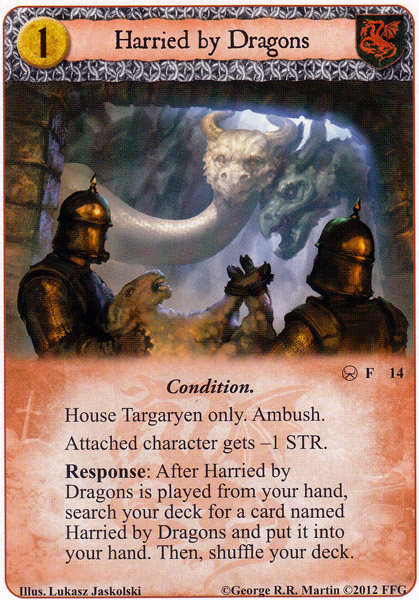 1 Harried by Dragons
F 14
Condition.
House Targaryen only. Ambush.
Attached character gets –1 STR.
Response: After Harried by
Dragons is played from your hand,
search your deck for a card named
Harried by Dragons and put it into
your hand. Then, shuffle your deck.
Illus. Lukasz Jaskolski ©George R.R. Martin ©2012 FFG